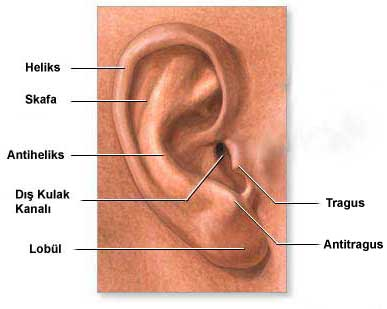 Heliks
Skafa
Antiheliks
Dış Kulak
Kanalı
Lobül
Tragus
Antitragus